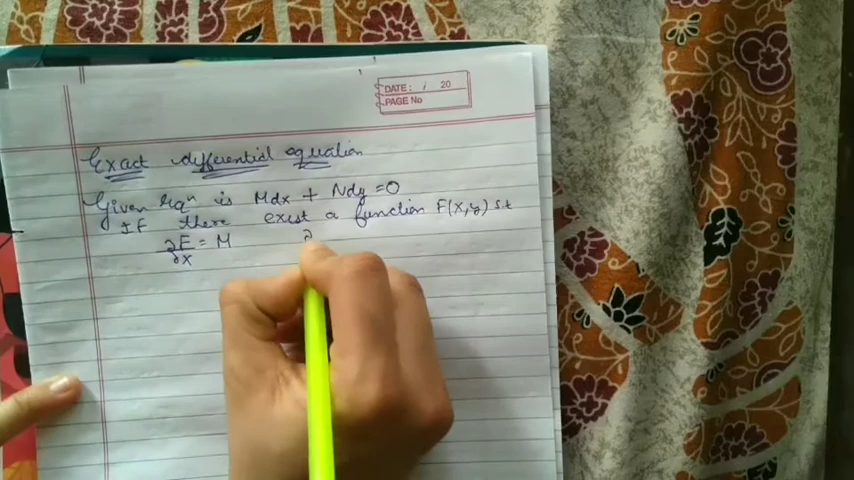 DATE: / 20
PAGE No
Exact differential equation
Given Eqⁿ is Mdx + Ndy = 0
If there exist a function F(x,y) s.t
∂F/∂x = M ∂